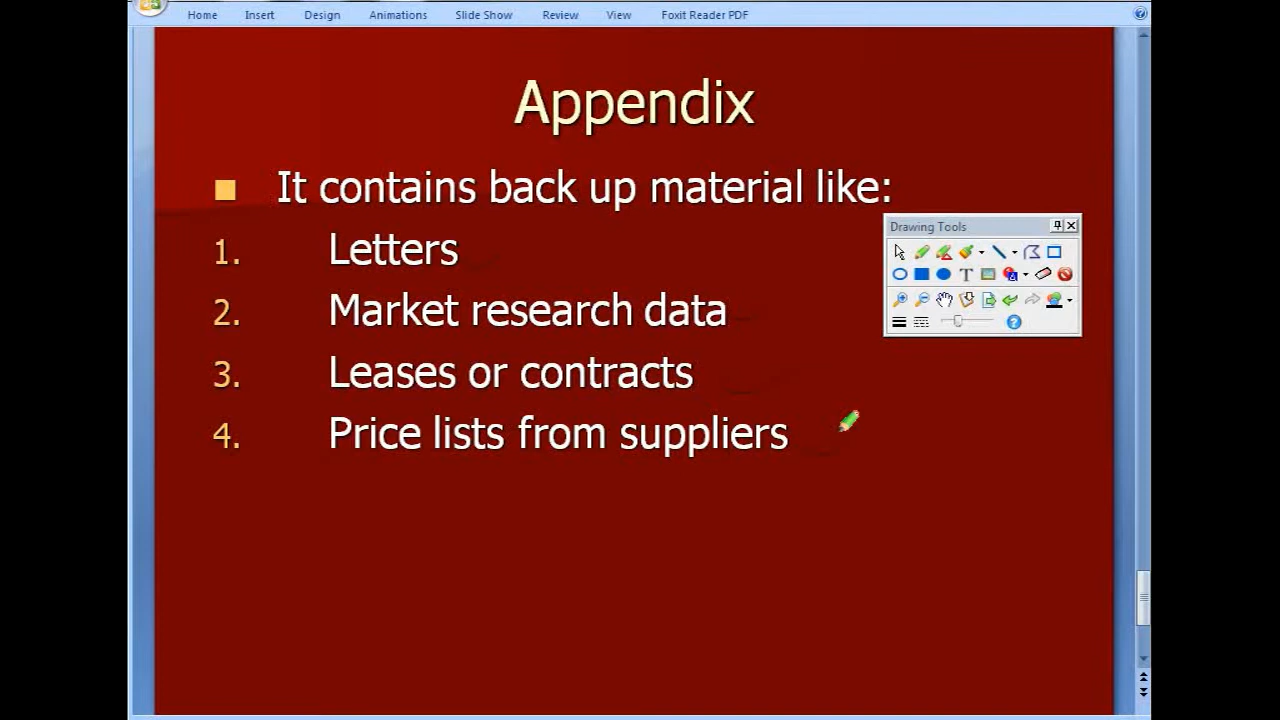 Home Insert Design Animations Slide Show Review View Foxit Reader PDF
Appendix
It contains back up material like:
Drawing Tools
1. Letters
2. Market research data
3. Leases or contracts
4. Price lists from suppliers